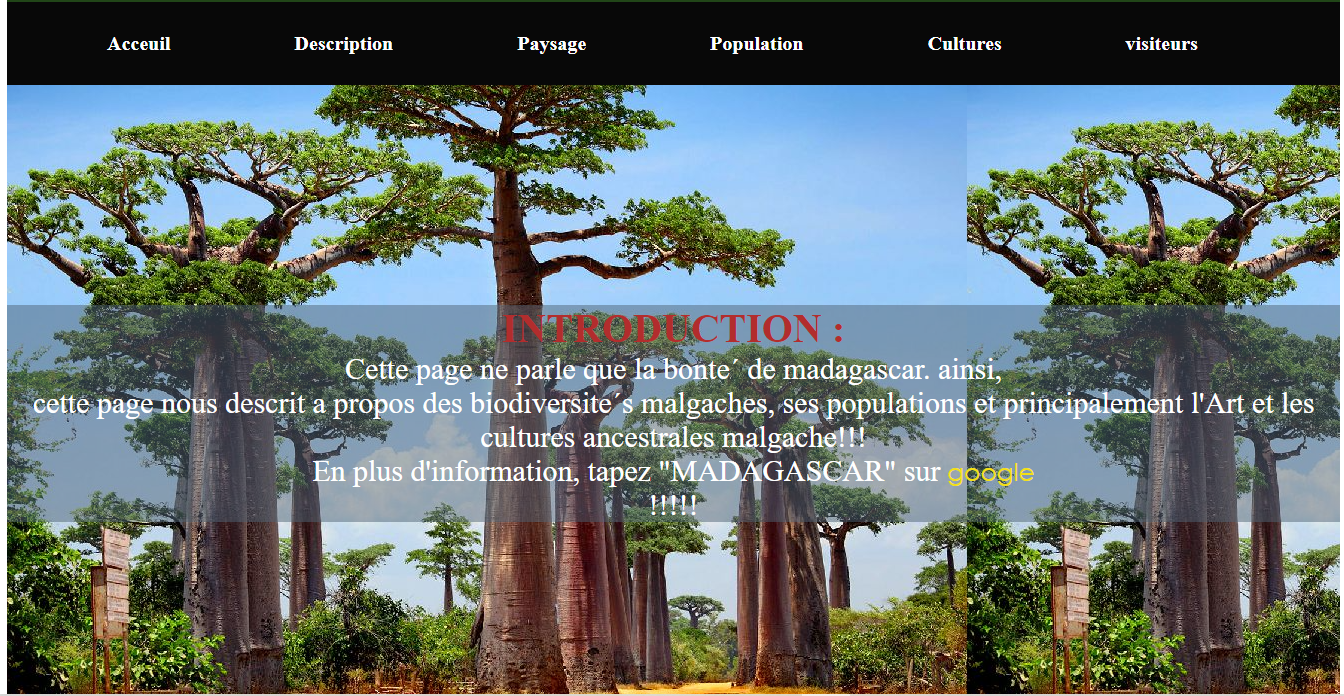 Acceuil Description Paysage Population Cultures visiteurs
INTRODUCTION :
Cette page ne parle que la bonte´ de madagascar. ainsi,
cette page nous descrit a propos des biodiversite´s malgaches, ses populations et principalement l'Art et les
cultures ancestrales malgache!!!
En plus d'information, tapez "MADAGASCAR" sur google
!!!!!